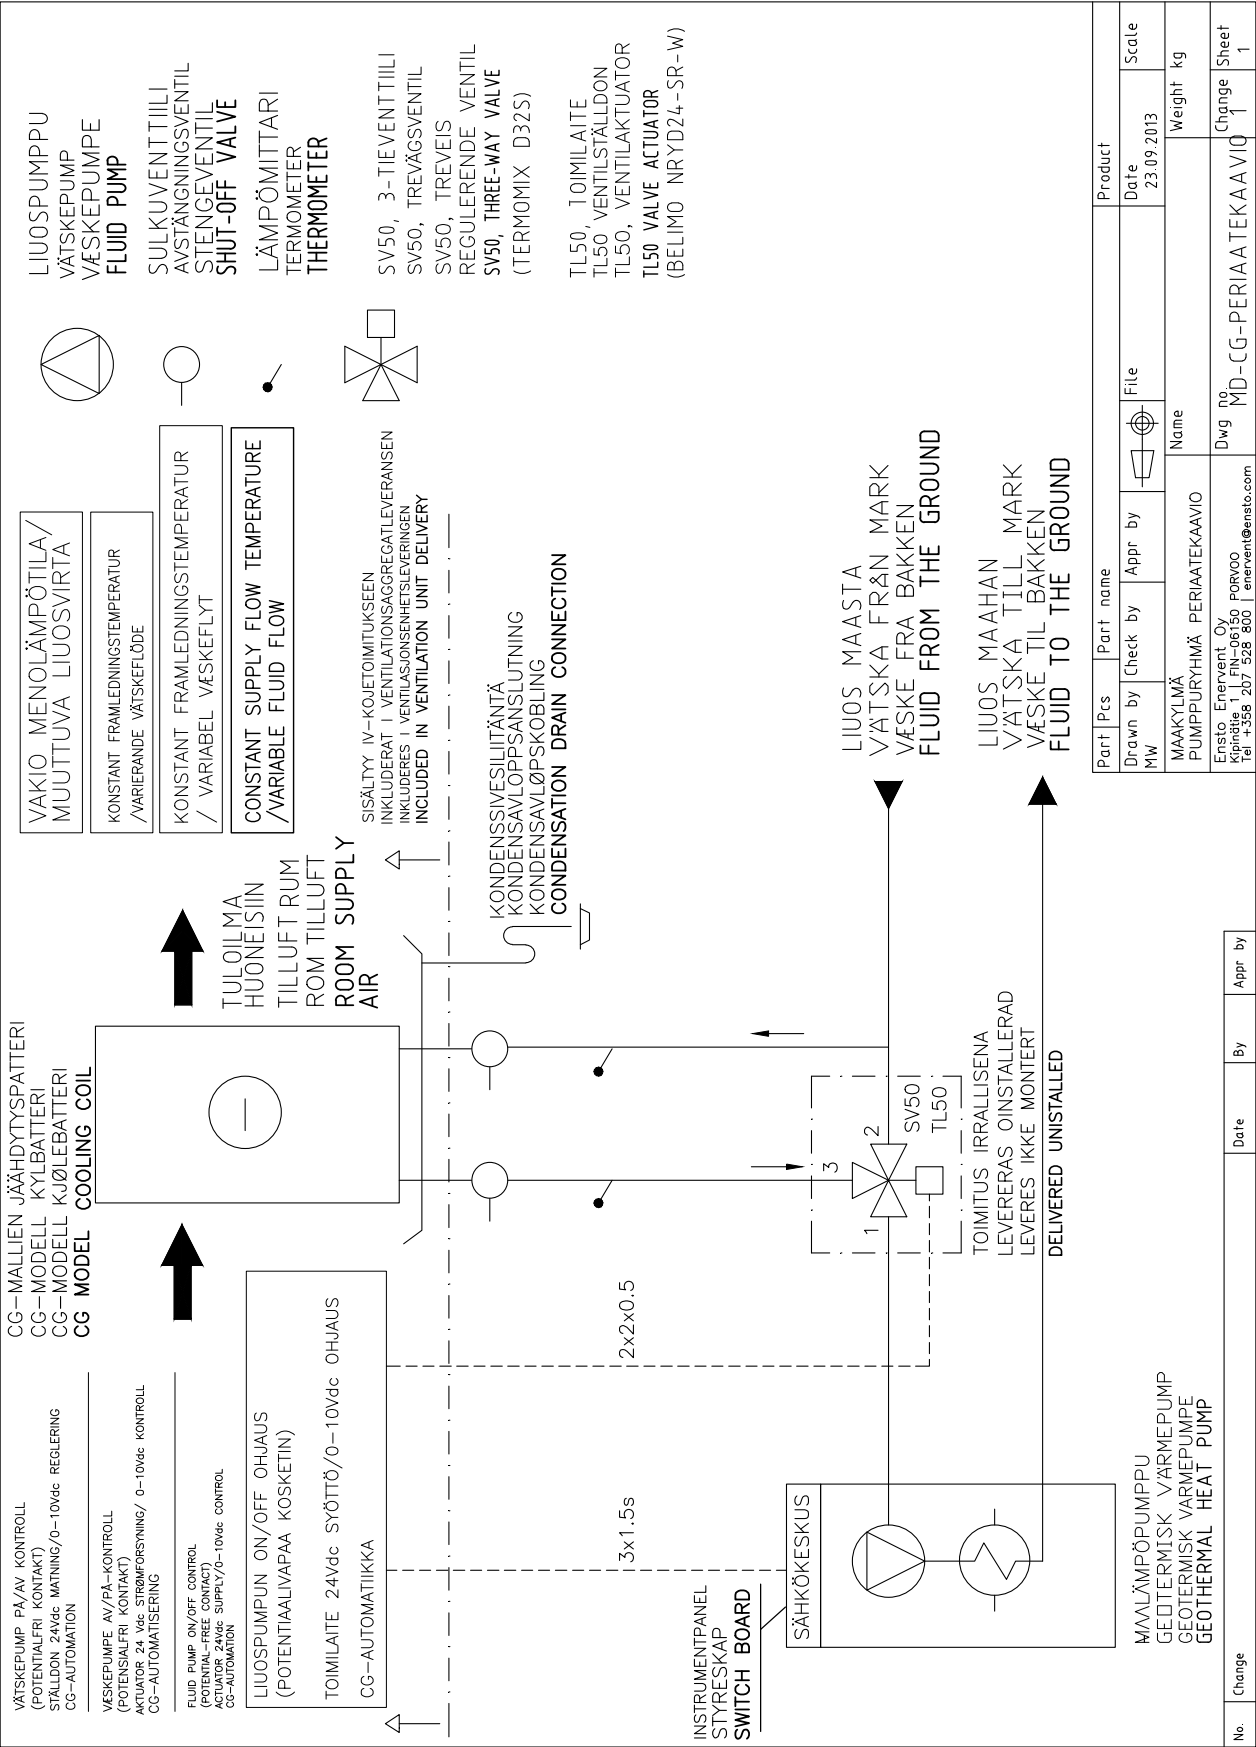 VÄTSKEPUMP PÅ/AV KONTROLL
(POTENTIALFRI KONTAKT)
STÄLLDON 24Vdc MATNING/0-10Vdc REGLERING
CG-AUTOMATION
VÆSKEPUMPE AV/PÅ-KONTROLL
(POTENSIALFRI KONTAKT)
AKTUATOR 24 Vdc STRØMFORSYNING/ 0-10Vdc KONTROLL
CG-AUTOMATISERING
FLUID PUMP ON/OFF CONTROL
(POTENTIAL-FREE CONTACT)
ACTUATOR 24Vdc SUPPLY/0-10Vdc CONTROL
CG-AUTOMATION
LIUOSPUMPUN ON/OFF OHJAUS
(POTENTIAALIVAPAA KOSKETIN)
TOIMILAITE 24Vdc SYÖTTÖ/0-10Vdc OHJAUS
CG-AUTOMATIIKKA
CG-MALLIEN JÄÄHDYTYSPATTERI
CG-MODELL KYLBATTERI
CG-MODELL KJØLEBATTERI
CG MODEL COOLING COIL
TULOILMA
HUONEISIIN
TILLUFT RUM
ROM TILLUFT
ROOM SUPPLY
AIR
VAKIO MENOLÄMPÖTILA/
MUUTTUVA LIUOSVIRTA
KONSTANT FRAMLEDNINGSTEMPERATUR
/VARIERANDE VÄTSKEFLÖDE
KONSTANT FRAMLEDNINGSTEMPERATUR
/ VARIABEL VÆSKEFLYT
CONSTANT SUPPLY FLOW TEMPERATURE
/VARIABLE FLUID FLOW
SISÄLTYY IV-KOJETOIMITUKSEEN
INKLUDERAT I VENTILATIONSAGGREGATLEVERANSEN
INKLUDERES I VENTILASJONSENHETSLEVERINGEN
INCLUDED IN VENTILATION UNIT DELIVERY
LIUOSPUMPPU
VÄTSKEPUMP
VÆSKEPUMPE
FLUID PUMP
SULKUVENTTIILI
AVSTÄNGNINGSVENTIL
STENGEVENTIL
SHUT-OFF VALVE
LÄMPÖMITTARI
TERMOMETER
THERMOMETER
SV50, 3-TIEVENTTIILI
SV50, TREVÄGSVENTIL
SV50, TREVEIS
REGULERENDE VENTIL
SV50, THREE-WAY VALVE
(TERMOMIX D32S)
TL50, TOIMILAITE
TL50 VENTILSTÄLLDON
TL50, VENTILAKTUATOR
TL50 VALVE ACTUATOR
(BELIMO NRYD24-SR-W)
KONDENSSIVESILIITÄNTÄ
KONDENSAVLOPPSANSLUTNING
KONDENSAVLØPSKOBLING
CONDENSATION DRAIN CONNECTION
2x2x0.5
3x1.5s
1
3
2
SV50
TL50
TOIMITUS IRRALLISENA
LEVERERAS OINSTALLERAD
LEVERES IKKE MONTERT
DELIVERED UNISTALLED
LIUOS MAASTA
VÄTSKA FRÅN MARK
VÆSKE FRA BAKKEN
FLUID FROM THE GROUND
LIUOS MAAHAN
VÄTSKA TILL MARK
VÆSKE TIL BAKKEN
FLUID TO THE GROUND
INSTRUMENTPANEL
STYRESKAP
SWITCH BOARD
SÄHKÖKESKUS
MAALÄMPÖPUMPPU
GEOTERMISK VÄRMEPUMP
GEOTERMISK VARMEPUMPE
GEOTHERMAL HEAT PUMP
Part Pcs Part name Product
Drawn by Check by Appr by File Date Scale
MW 23.09.2013
MAAKYLMÄ
PUMPPURYHMÄ PERIAATEKAAVIO
Name Weight kg
Ensto Enervent Oy
Kipinätie 1 | FIN-06150 PORVOO
Tel +358 207 528 800 | enervent@ensto.com
Dwg no. Change Sheet
MD-CG-PERIAATEKAAVIO 1 1
No. Change Date By Appr by